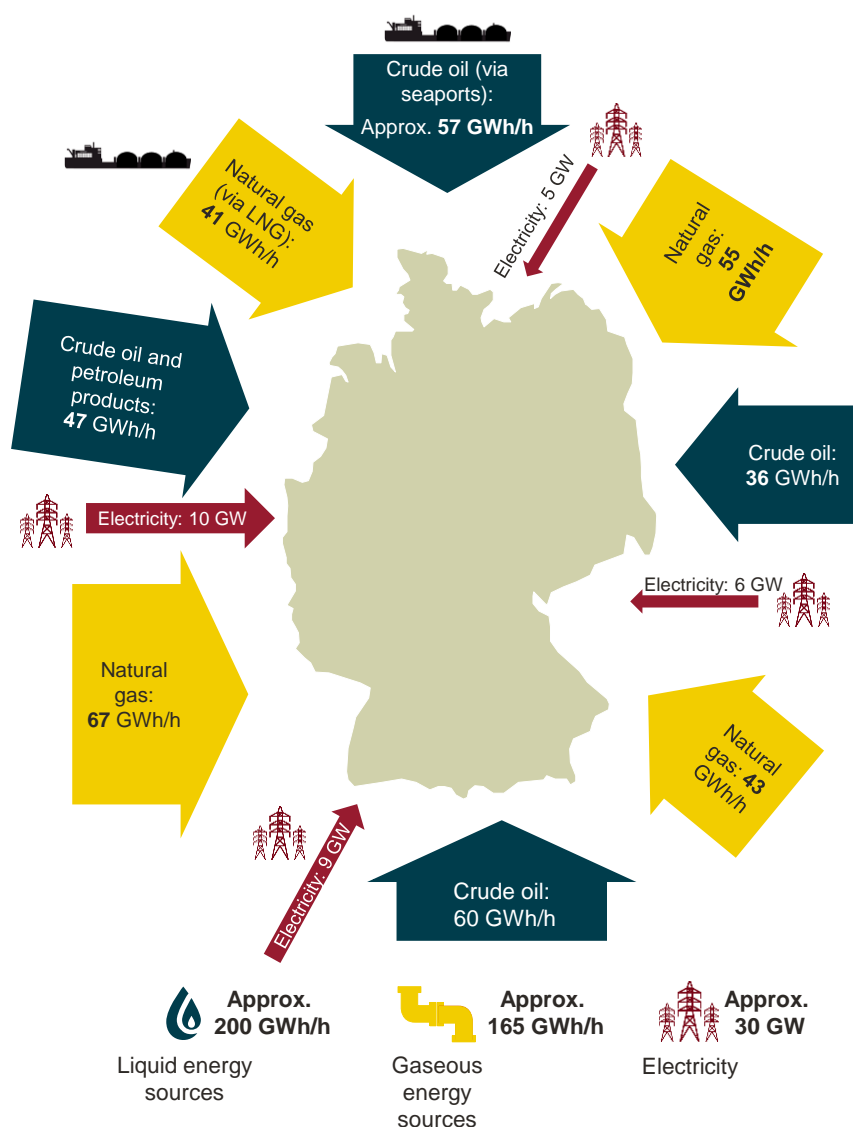 Crude oil (via
seaports):
Approx. 57 GWh/h
Electricity: 5 GW
Natural gas
(via LNG):
41 GWh/h
Natural
gas: 55
GWh/h
Crude oil and
petroleum
products:
47 GWh/h
Crude oil:
36 GWh/h
Electricity: 10 GW
Electricity: 6 GW
Natural
gas:
67 GWh/h
Natural
gas: 43
GWh/h
Electricity: 9 GW
Crude oil:
60 GWh/h
Approx.
200 GWh/h
Liquid energy
sources
Approx.
165 GWh/h
Gaseous
energy
sources
Approx.
30 GW
Electricity